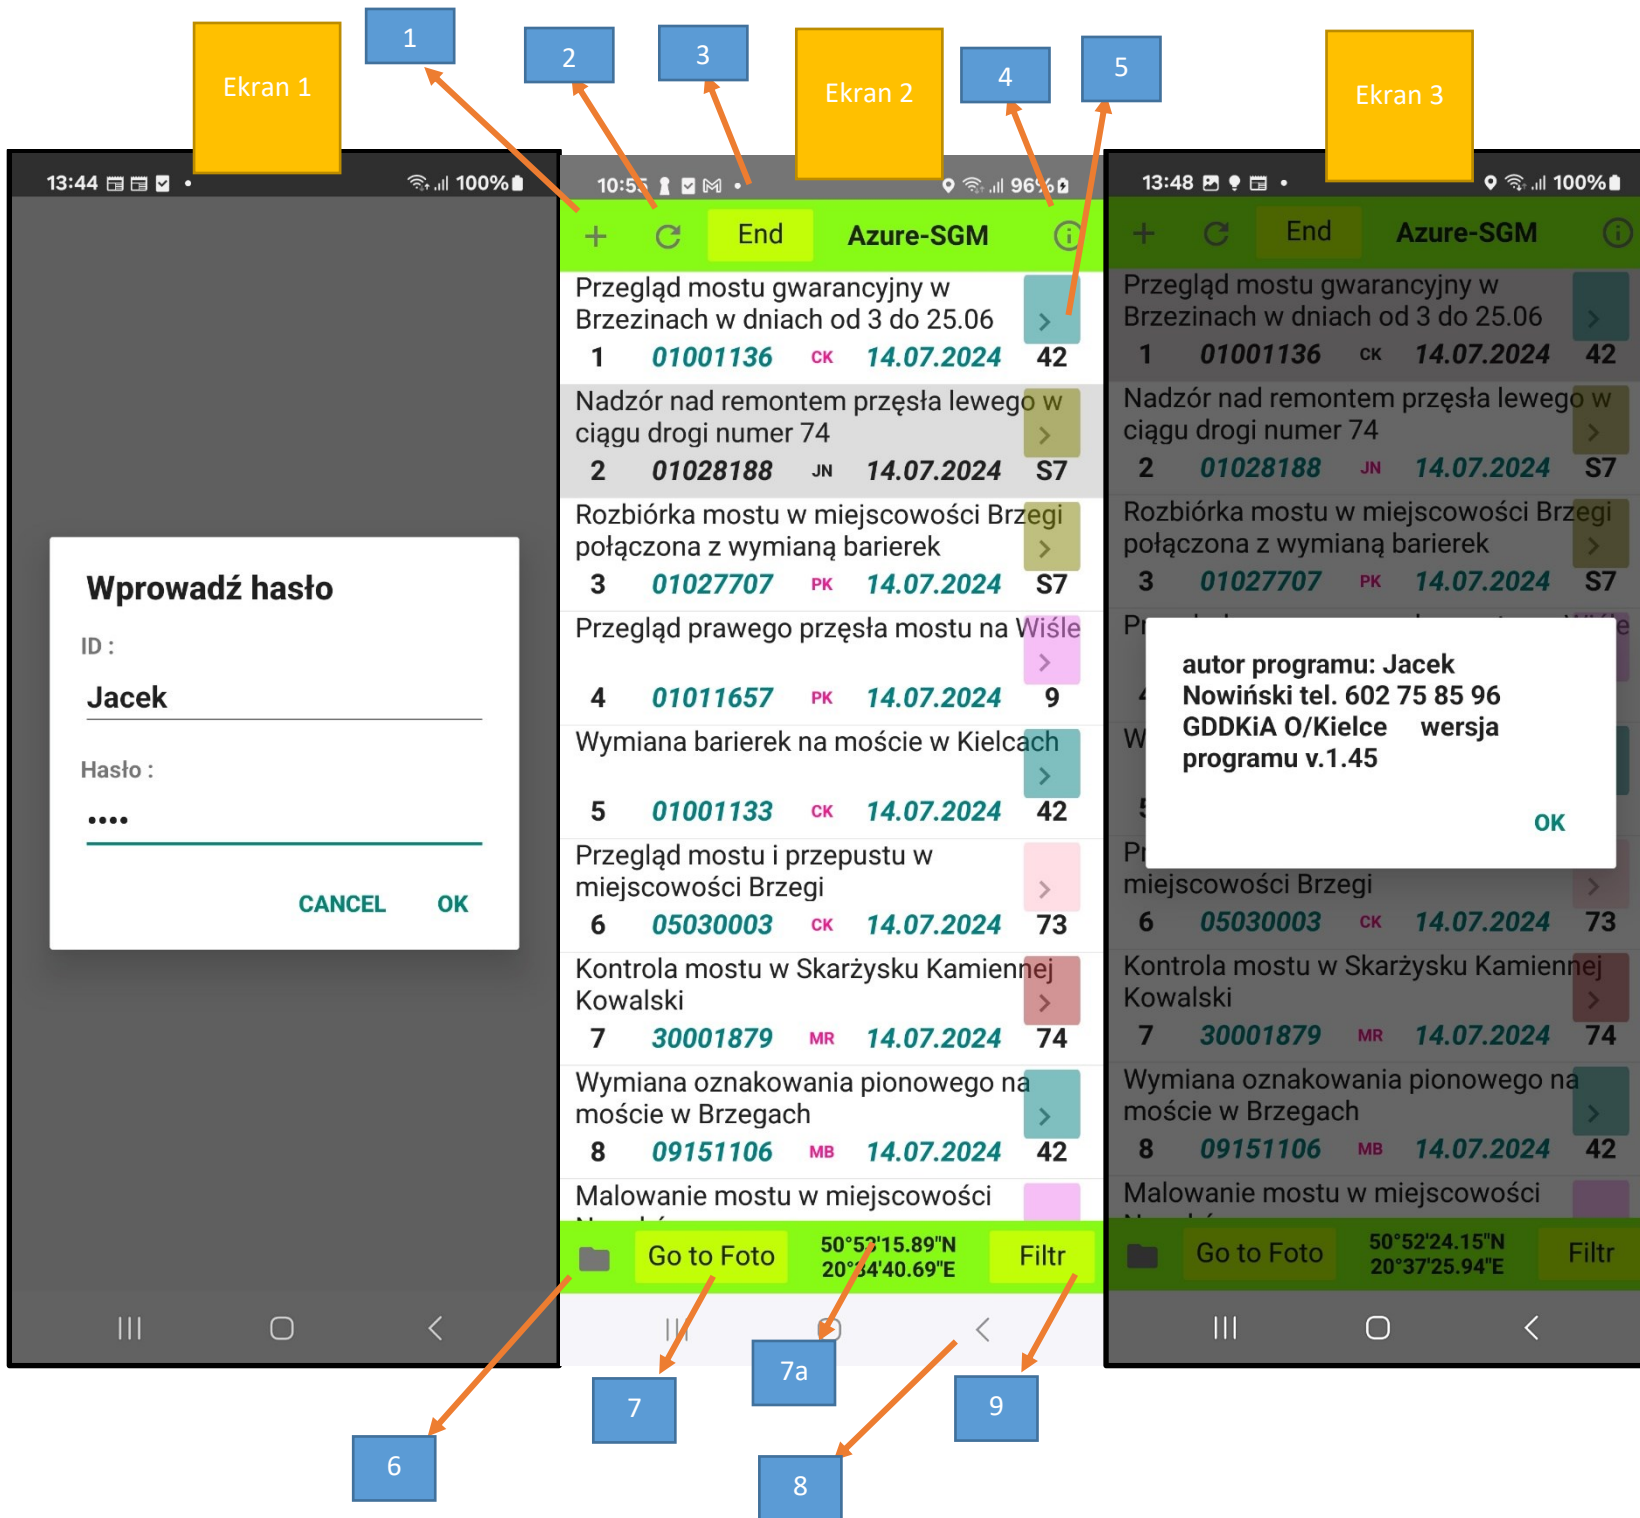 1
2
3
4
5
Ekran 1
Ekran 2
Ekran 3
13:44
100%
Wprowadź hasło
ID :
Jacek
Hasło :
••••
CANCEL OK
10:55
96%
End Azure-SGM
Przegląd mostu gwarancyjny w
Brzezinach w dniach od 3 do 25.06
1 01001136 CK 14.07.2024 42
Nadzór nad remontem przęsła lewego w
ciągu drogi numer 74
2 01028188 JN 14.07.2024 S7
Rozbiórka mostu w miejscowości Brzegi
połączona z wymianą barierek
3 01027707 PK 14.07.2024 S7
Przegląd prawego przęsła mostu na Wiśle
4 01011657 PK 14.07.2024 9
Wymiana barierek na moście w Kielcach
5 01001133 CK 14.07.2024 42
Przegląd mostu i przepustu w
miejscowości Brzegi
6 05030003 CK 14.07.2024 73
Kontrola mostu w Skarżysku Kamiennej
Kowalski
7 30001879 MR 14.07.2024 74
Wymiana oznakowania pionowego na
moście w Brzegach
8 09151106 MB 14.07.2024 42
Malowanie mostu w miejscowości
Go to Foto 50°52'15.89"N Filtr
20°34'40.69"E
13:48
100%
End Azure-SGM
Przegląd mostu gwarancyjny w
Brzezinach w dniach od 3 do 25.06
1 01001136 CK 14.07.2024 42
Nadzór nad remontem przęsła lewego w
ciągu drogi numer 74
2 01028188 JN 14.07.2024 S7
Rozbiórka mostu w miejscowości Brzegi
połączona z wymianą barierek
3 01027707 PK 14.07.2024 S7
autor programu: Jacek
Nowiński tel. 602 75 85 96
GDDKiA O/Kielce wersja
programu v.1.45
OK
miejscowości Brzegi
6 05030003 CK 14.07.2024 73
Kontrola mostu w Skarżysku Kamiennej
Kowalski
7 30001879 MR 14.07.2024 74
Wymiana oznakowania pionowego na
moście w Brzegach
8 09151106 MB 14.07.2024 42
Malowanie mostu w miejscowości
Go to Foto 50°52'24.15"N Filtr
20°37'25.94"E
6
7
7a
8
9